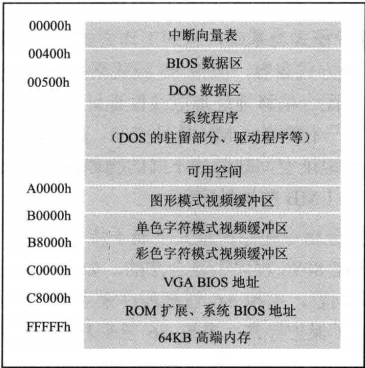 00000h
中断向量表
00400h
BIOS 数据区
00500h
DOS 数据区
系统程序
（DOS 的驻留部分、驱动程序等）
可用空间
A0000h
图形模式视频缓冲区
B0000h
单色字符模式视频缓冲区
B8000h
彩色字符模式视频缓冲区
C0000h
VGA BIOS 地址
C8000h
ROM 扩展、系统 BIOS 地址
FFFFFh
64KB 高端内存